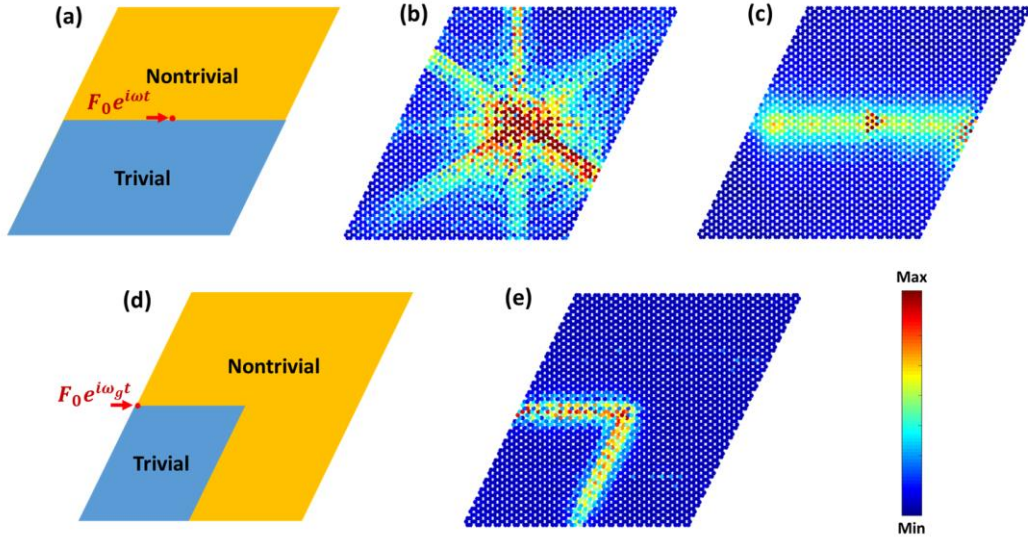 (a)
Nontrivial
F₀e^{iωt}
Trivial
(b)
(c)
(d)
Nontrivial
F₀e^{iω_g t}
Trivial
(e)
Max
Min